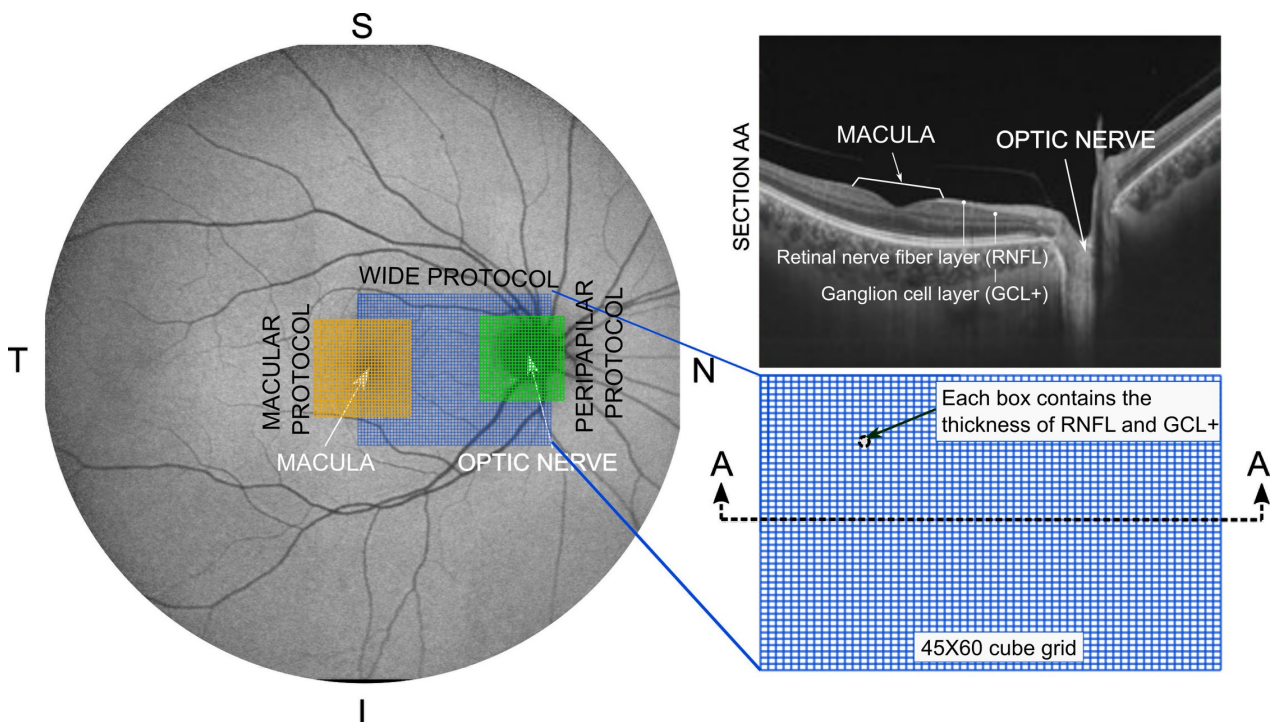 S
T
N
I
WIDE PROTOCOL
MACULAR
PROTOCOL
PERIPAPILAR
PROTOCOL
MACULA
OPTIC NERVE
SECTION AA
MACULA
OPTIC NERVE
Retinal nerve fiber layer (RNFL)
Ganglion cell layer (GCL+)
Each box contains the
thickness of RNFL and GCL+
A
A
45X60 cube grid